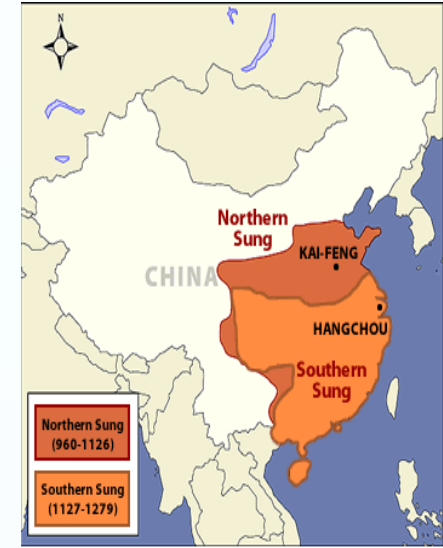 N
Northern
Sung
KAI-FENG
CHINA
HANGCHOU
Southern
Sung
Northern Sung
(960-1126)
Southern Sung
(1127-1279)